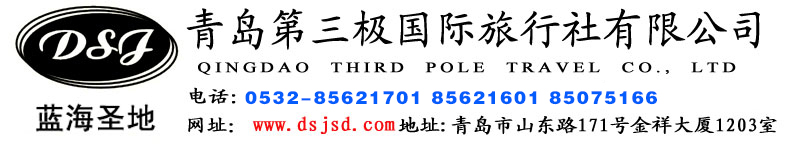 DSJ
蓝海圣地
青岛第三极国际旅行社有限公司
QINGDAO THIRD POLE TRAVEL CO., LTD
电话: 0532-85621701 85621601 85075166
网址: www.dsjsd.com 地址: 青岛市山东路171号金祥大厦1203室